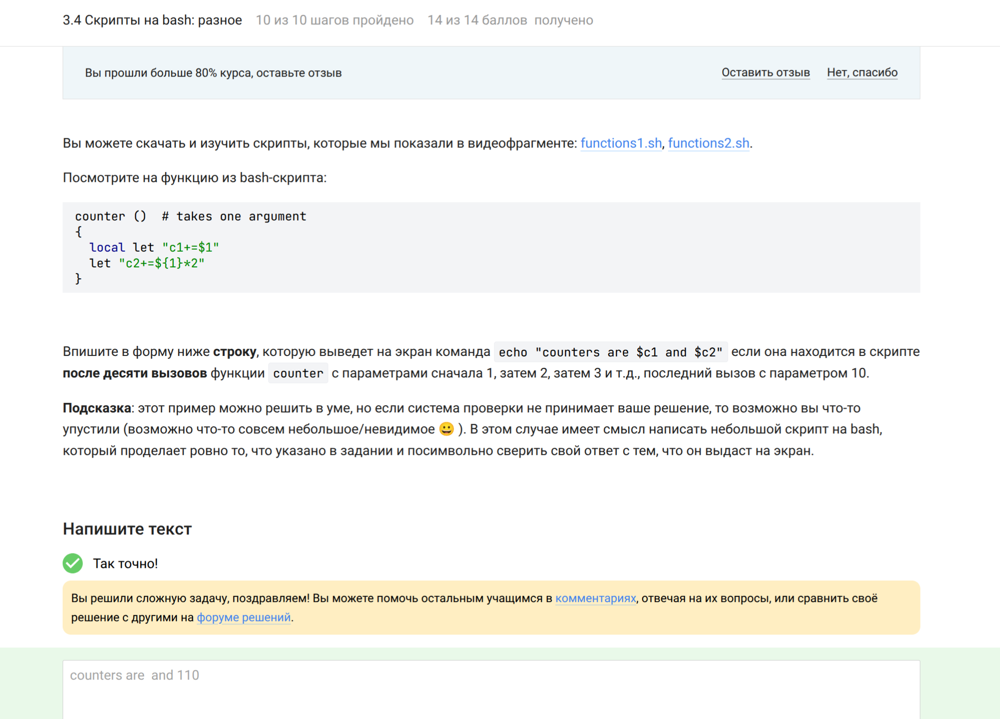 3.4 Скрипты на bash: разное 10 из 10 шагов пройдено 14 из 14 баллов получено
Вы прошли больше 80% курса, оставьте отзыв Оставить отзыв Нет, спасибо
Вы можете скачать и изучить скрипты, которые мы показали в видеофрагменте: functions1.sh, functions2.sh.
Посмотрите на функцию из bash-скрипта:
counter ()  # takes one argument
{
  local let "c1+=$1"
  let "c2+=${1}*2"
}
Впишите в форму ниже строку, которую выведет на экран команда echo "counters are $c1 and $c2" если она находится в скрипте
после десяти вызовов функции counter с параметрами сначала 1, затем 2, затем 3 и т.д., последний вызов с параметром 10.
Подсказка: этот пример можно решить в уме, но если система проверки не принимает ваше решение, то возможно вы что-то
упустили (возможно что-то совсем небольшое/невидимое 😀 ). В этом случае имеет смысл написать небольшой скрипт на bash,
который проделает ровно то, что указано в задании и посимвольно сверить свой ответ с тем, что он выдаст на экран.
Напишите текст
Так точно!
Вы решили сложную задачу, поздравляем! Вы можете помочь остальным учащимся в комментариях, отвечая на их вопросы, или сравнить своё
решение с другими на форуме решений.
counters are  and 110